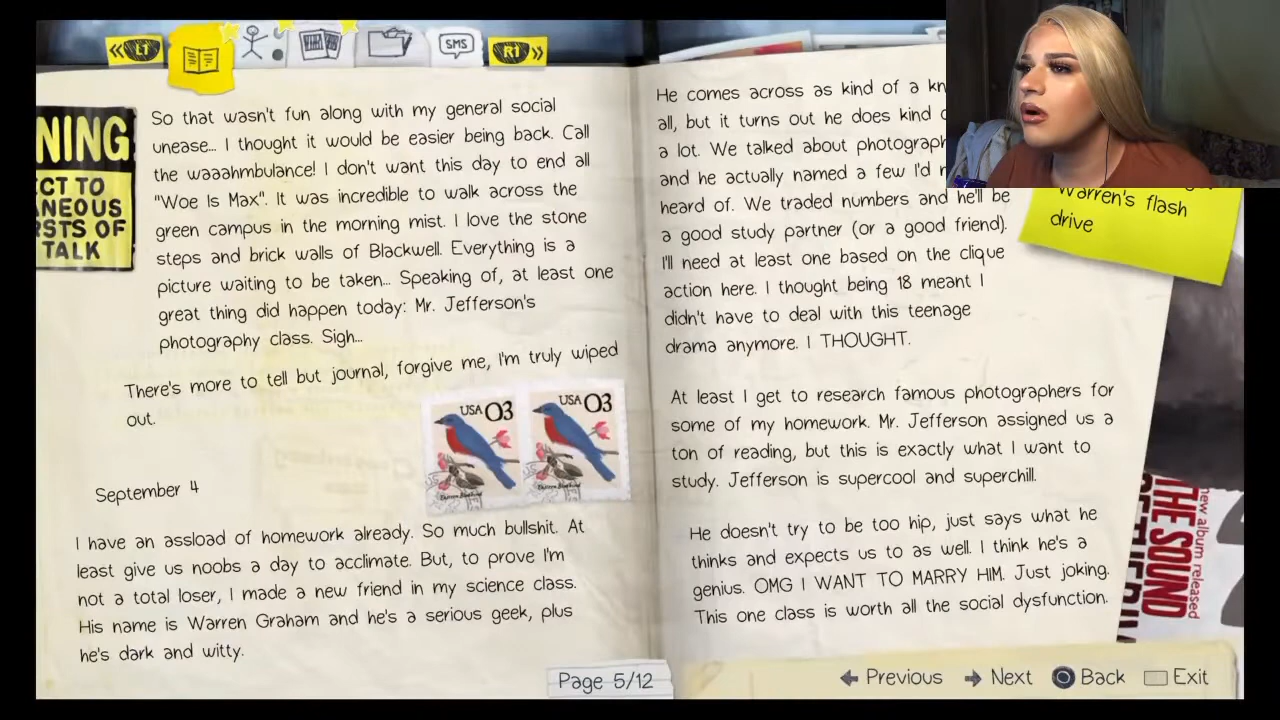 L1
SMS
R1
NING
ECT TO
ANEOUS
RSTS OF
TALK
So that wasn't fun along with my general social
unease... I thought it would be easier being back. Call
the waaahmbulance! I don't want this day to end all
"Woe Is Max". It was incredible to walk across the
green campus in the morning mist. I love the stone
steps and brick walls of Blackwell. Everything is a
picture waiting to be taken... Speaking of, at least one
great thing did happen today: Mr. Jefferson's
photography class. Sigh...
There's more to tell but journal, forgive me, I'm truly wiped
out.
USA 03
USA 03
Eastern Bluebird
Eastern Bluebird
September 4
I have an assload of homework already. So much bullshit. At
least give us noobs a day to acclimate. But, to prove I'm
not a total loser, I made a new friend in my science class.
His name is Warren Graham and he's a serious geek, plus
he's dark and witty.
He comes across as kind of a kn
all, but it turns out he does kind
a lot. We talked about photograph
and he actually named a few I'd
heard of. We traded numbers and he'll be
a good study partner (or a good friend).
I'll need at least one based on the clique
action here. I thought being 18 meant I
didn't have to deal with this teenage
drama anymore. I THOUGHT.
At least I get to research famous photographers for
some of my homework. Mr. Jefferson assigned us a
ton of reading, but this is exactly what I want to
study. Jefferson is supercool and superchill.
He doesn't try to be too hip, just says what he
thinks and expects us to as well. I think he's a
genius. OMG I WANT TO MARRY HIM. Just joking.
This one class is worth all the social dysfunction.
Warren's flash
drive
new album released
THE SOUND
Page 5/12
Previous
Next
Back
Exit